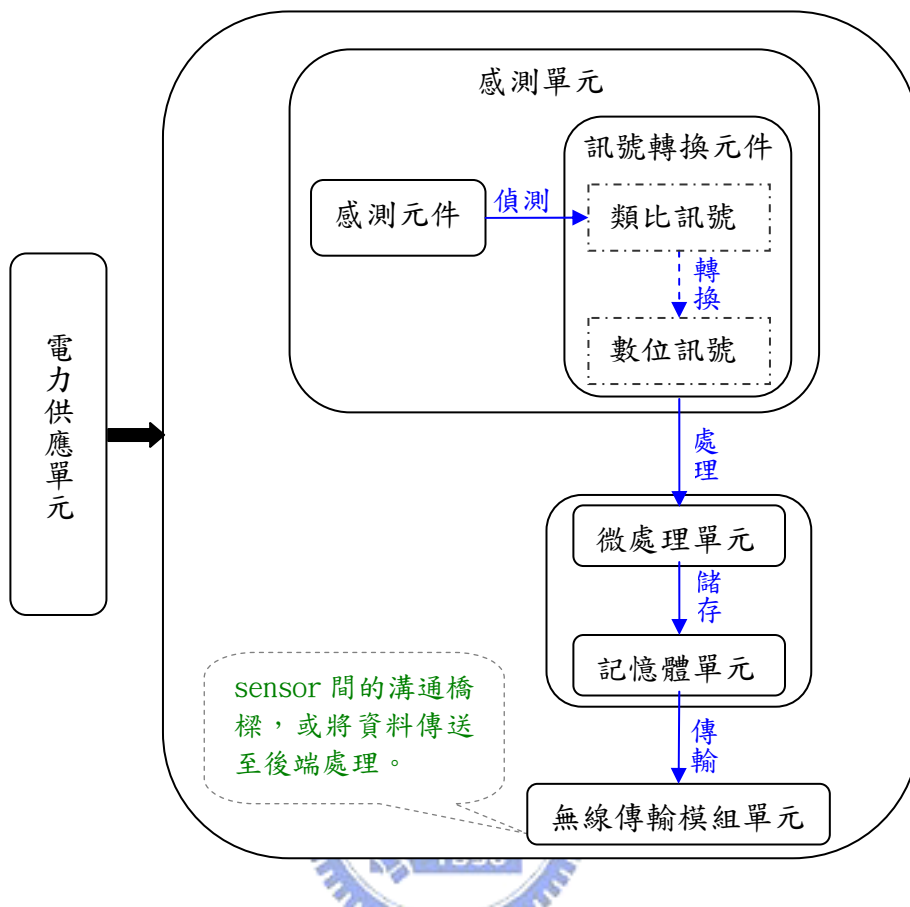 感測單元
訊號轉換元件
感測元件
偵測
類比訊號
轉換
數位訊號
電力供應單元
處理
微處理單元
儲存
記憶體單元
sensor 間的溝通橋
樑，或將資料傳送
至後端處理。
傳輸
無線傳輸模組單元